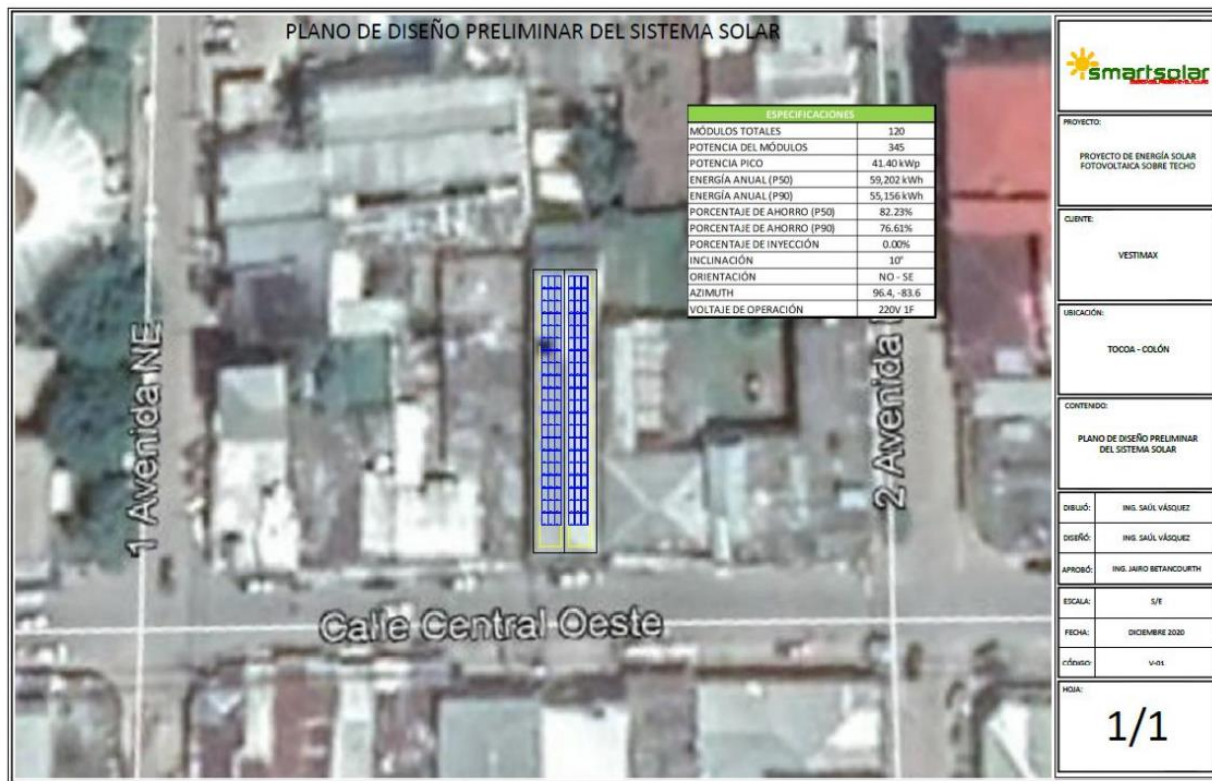 PLANO DE DISEÑO PRELIMINAR DEL SISTEMA SOLAR
ESPECIFICACIONES
MÓDULOS TOTALES 120
POTENCIA DEL MÓDULOS 345
POTENCIA PICO 41.40 kWp
ENERGÍA ANUAL (P50) 59,202 kWh
ENERGÍA ANUAL (P90) 55,156 kWh
PORCENTAJE DE AHORRO (P50) 82.23%
PORCENTAJE DE AHORRO (P90) 76.61%
PORCENTAJE DE INYECCIÓN 0.00%
INCLINACIÓN 10°
ORIENTACIÓN NO - SE
AZIMUTH 96.4, -83.6
VOLTAJE DE OPERACIÓN 220V 1F
1 Avenida NE
2 Avenida
Calle Central Oeste
smartsolar
PROYECTO:
PROYECTO DE ENERGÍA SOLAR
FOTOVOLTAICA SOBRE TECHO
CLIENTE:
VESTIMAX
UBICACIÓN:
TOCOA - COLÓN
CONTENIDO:
PLANO DE DISEÑO PRELIMINAR
DEL SISTEMA SOLAR
DIBUJÓ: ING. SAÚL VÁSQUEZ
DISEÑÓ: ING. SAÚL VÁSQUEZ
APROBÓ: ING. JAIRO BETANCOURTH
ESCALA: S/E
FECHA: DICIEMBRE 2020
CÓDIGO: V-01
HOJA:
1/1